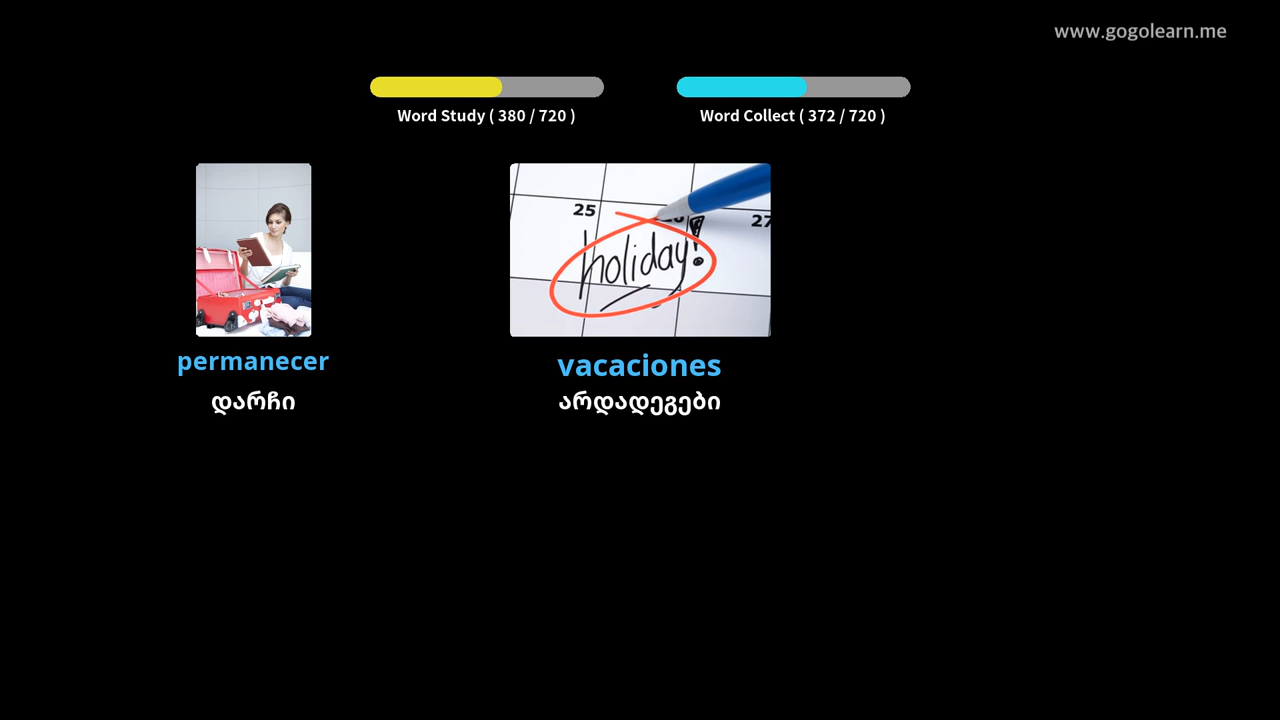 www.gogolearn.me
Word Study ( 380 / 720 )
Word Collect ( 372 / 720 )
25
27
holiday!
permanecer
vacaciones
დარჩი
არდადეგები